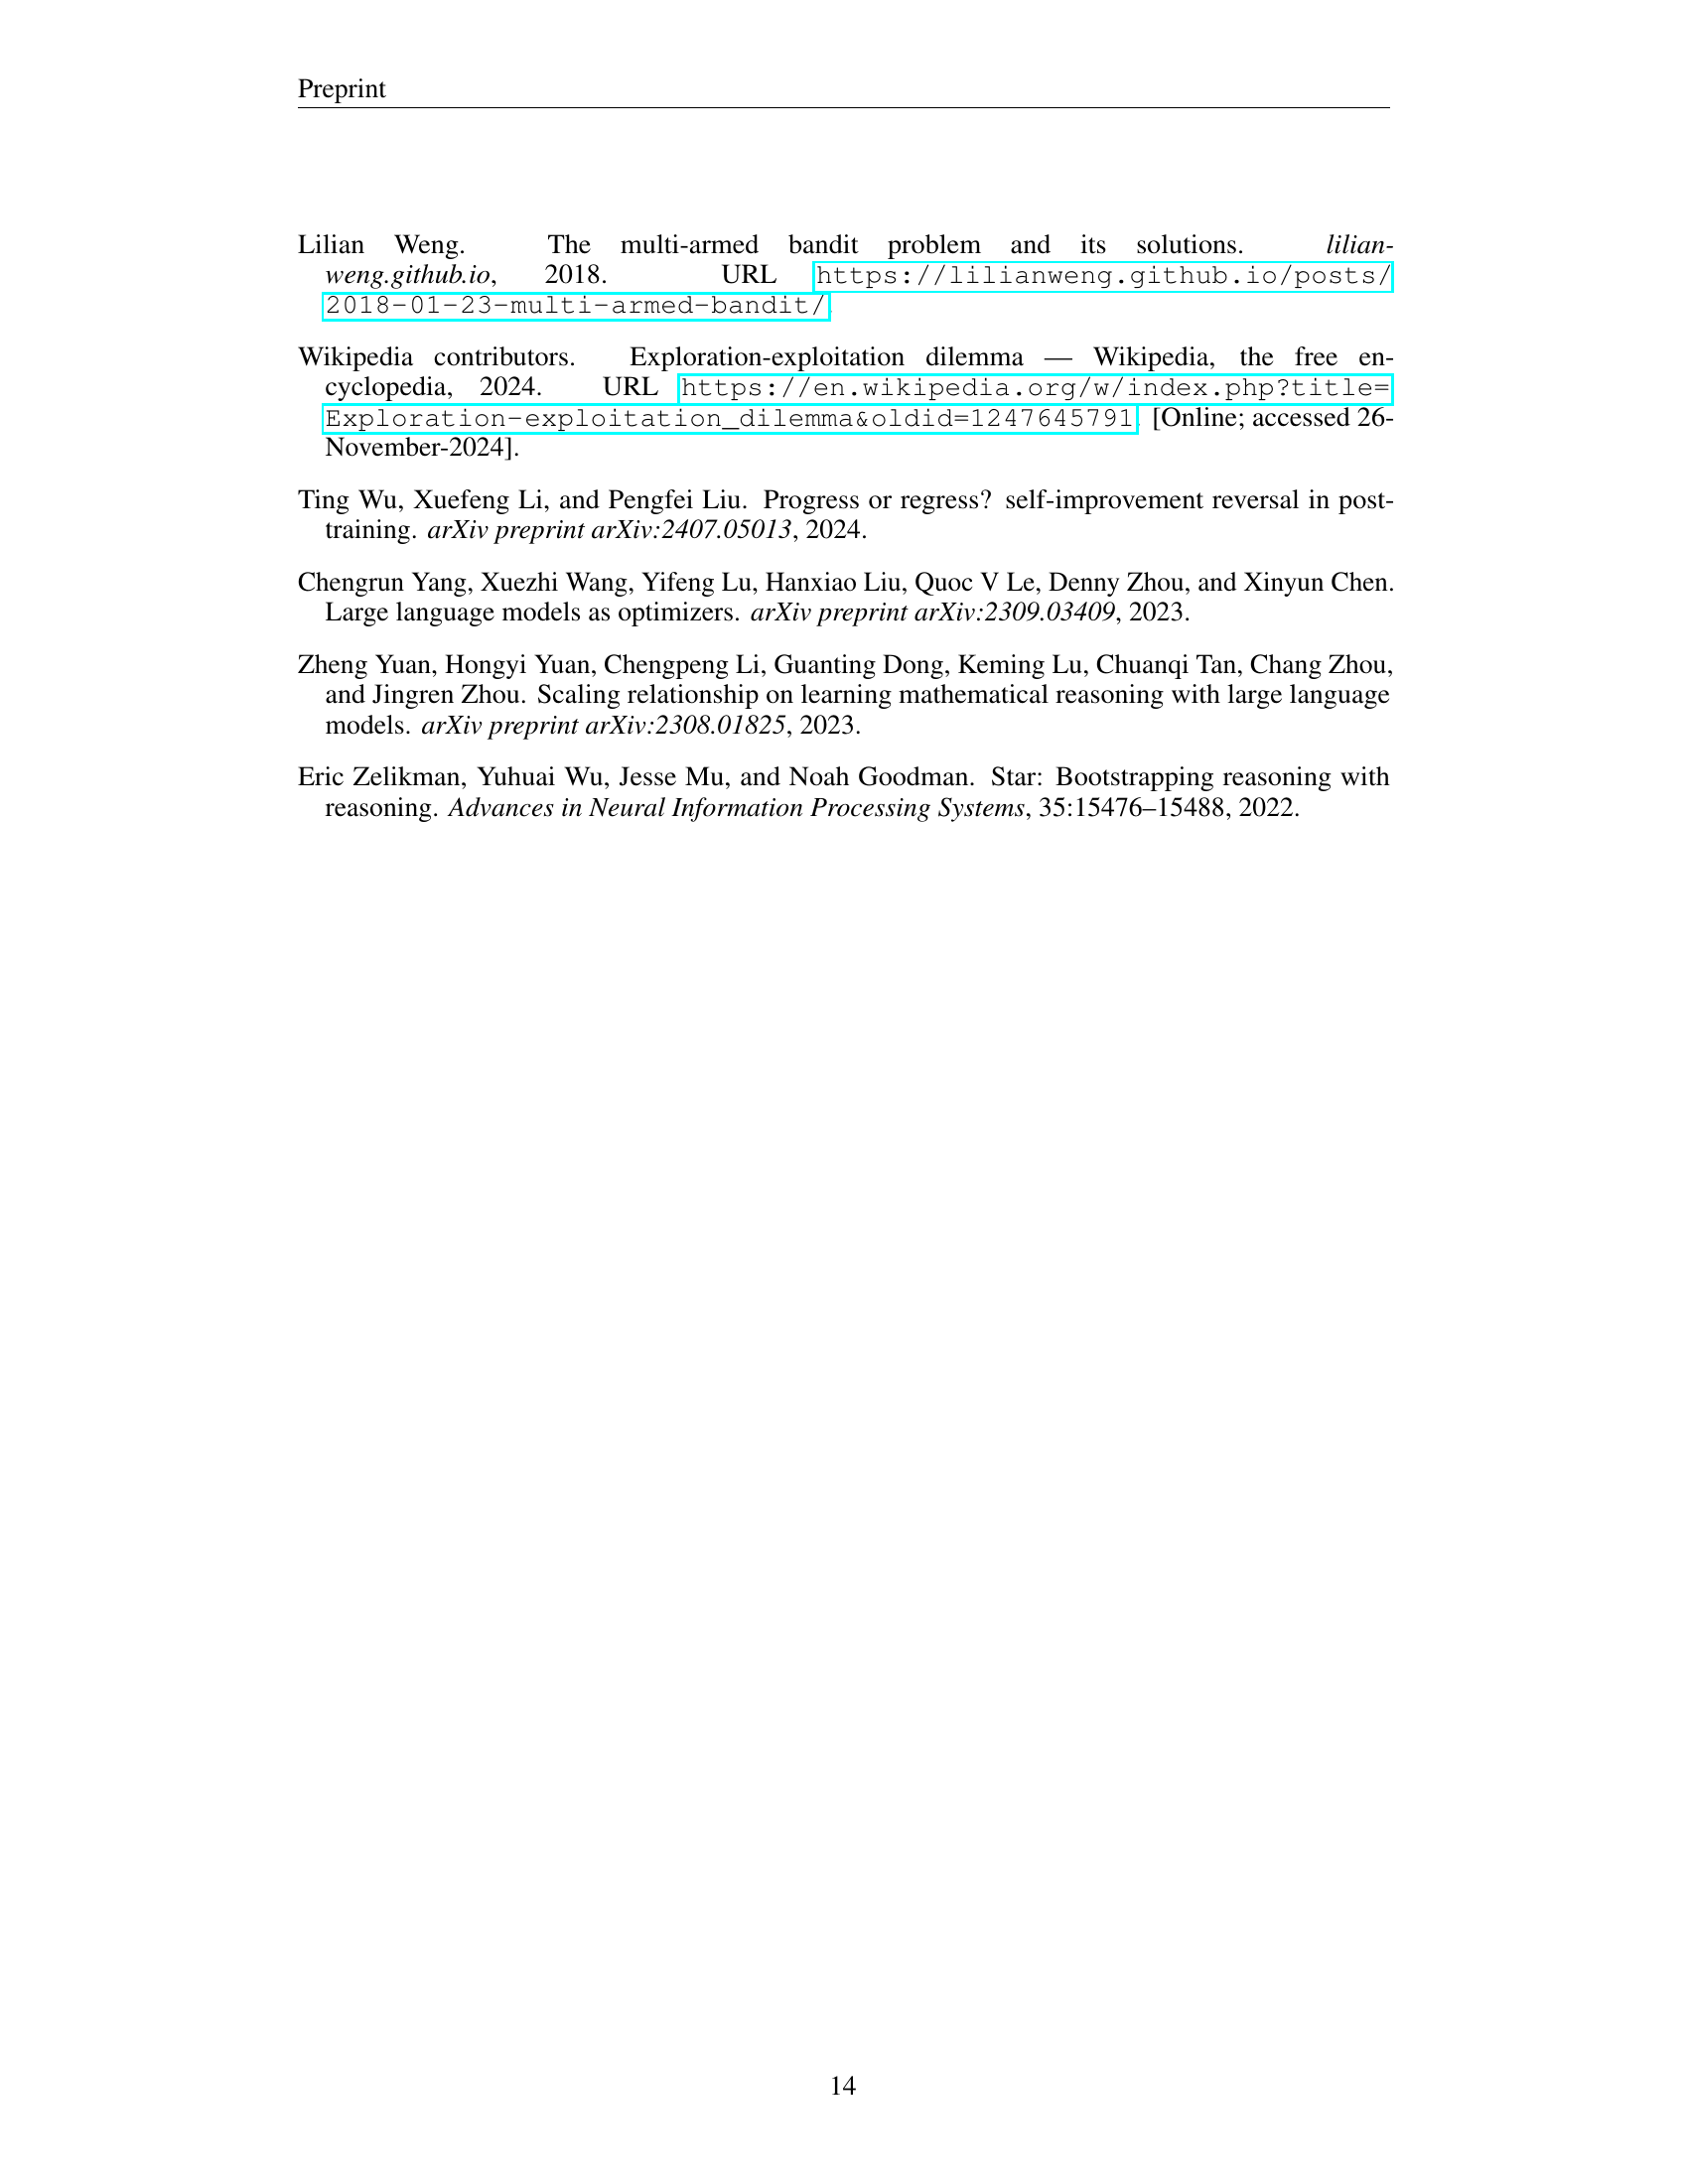 Preprint
Lilian Weng. The multi-armed bandit problem and its solutions. lilian-
weng.github.io, 2018. URL https://lilianweng.github.io/posts/
2018-01-23-multi-armed-bandit/.
Wikipedia contributors. Exploration-exploitation dilemma — Wikipedia, the free en-
cyclopedia, 2024. URL https://en.wikipedia.org/w/index.php?title=
Exploration-exploitation_dilemma&oldid=1247645791. [Online; accessed 26-
November-2024].
Ting Wu, Xuefeng Li, and Pengfei Liu. Progress or regress? self-improvement reversal in post-
training. arXiv preprint arXiv:2407.05013, 2024.
Chengrun Yang, Xuezhi Wang, Yifeng Lu, Hanxiao Liu, Quoc V Le, Denny Zhou, and Xinyun Chen.
Large language models as optimizers. arXiv preprint arXiv:2309.03409, 2023.
Zheng Yuan, Hongyi Yuan, Chengpeng Li, Guanting Dong, Keming Lu, Chuanqi Tan, Chang Zhou,
and Jingren Zhou. Scaling relationship on learning mathematical reasoning with large language
models. arXiv preprint arXiv:2308.01825, 2023.
Eric Zelikman, Yuhuai Wu, Jesse Mu, and Noah Goodman. Star: Bootstrapping reasoning with
reasoning. Advances in Neural Information Processing Systems, 35:15476–15488, 2022.
14